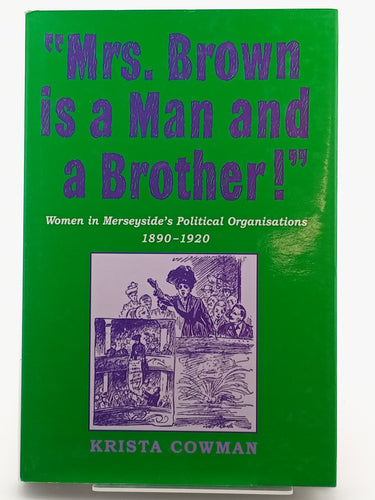 "Mrs. Brown
is a Man and
a Brother!"
Women in Merseyside's Political Organisations
1890–1920
KRISTA COWMAN